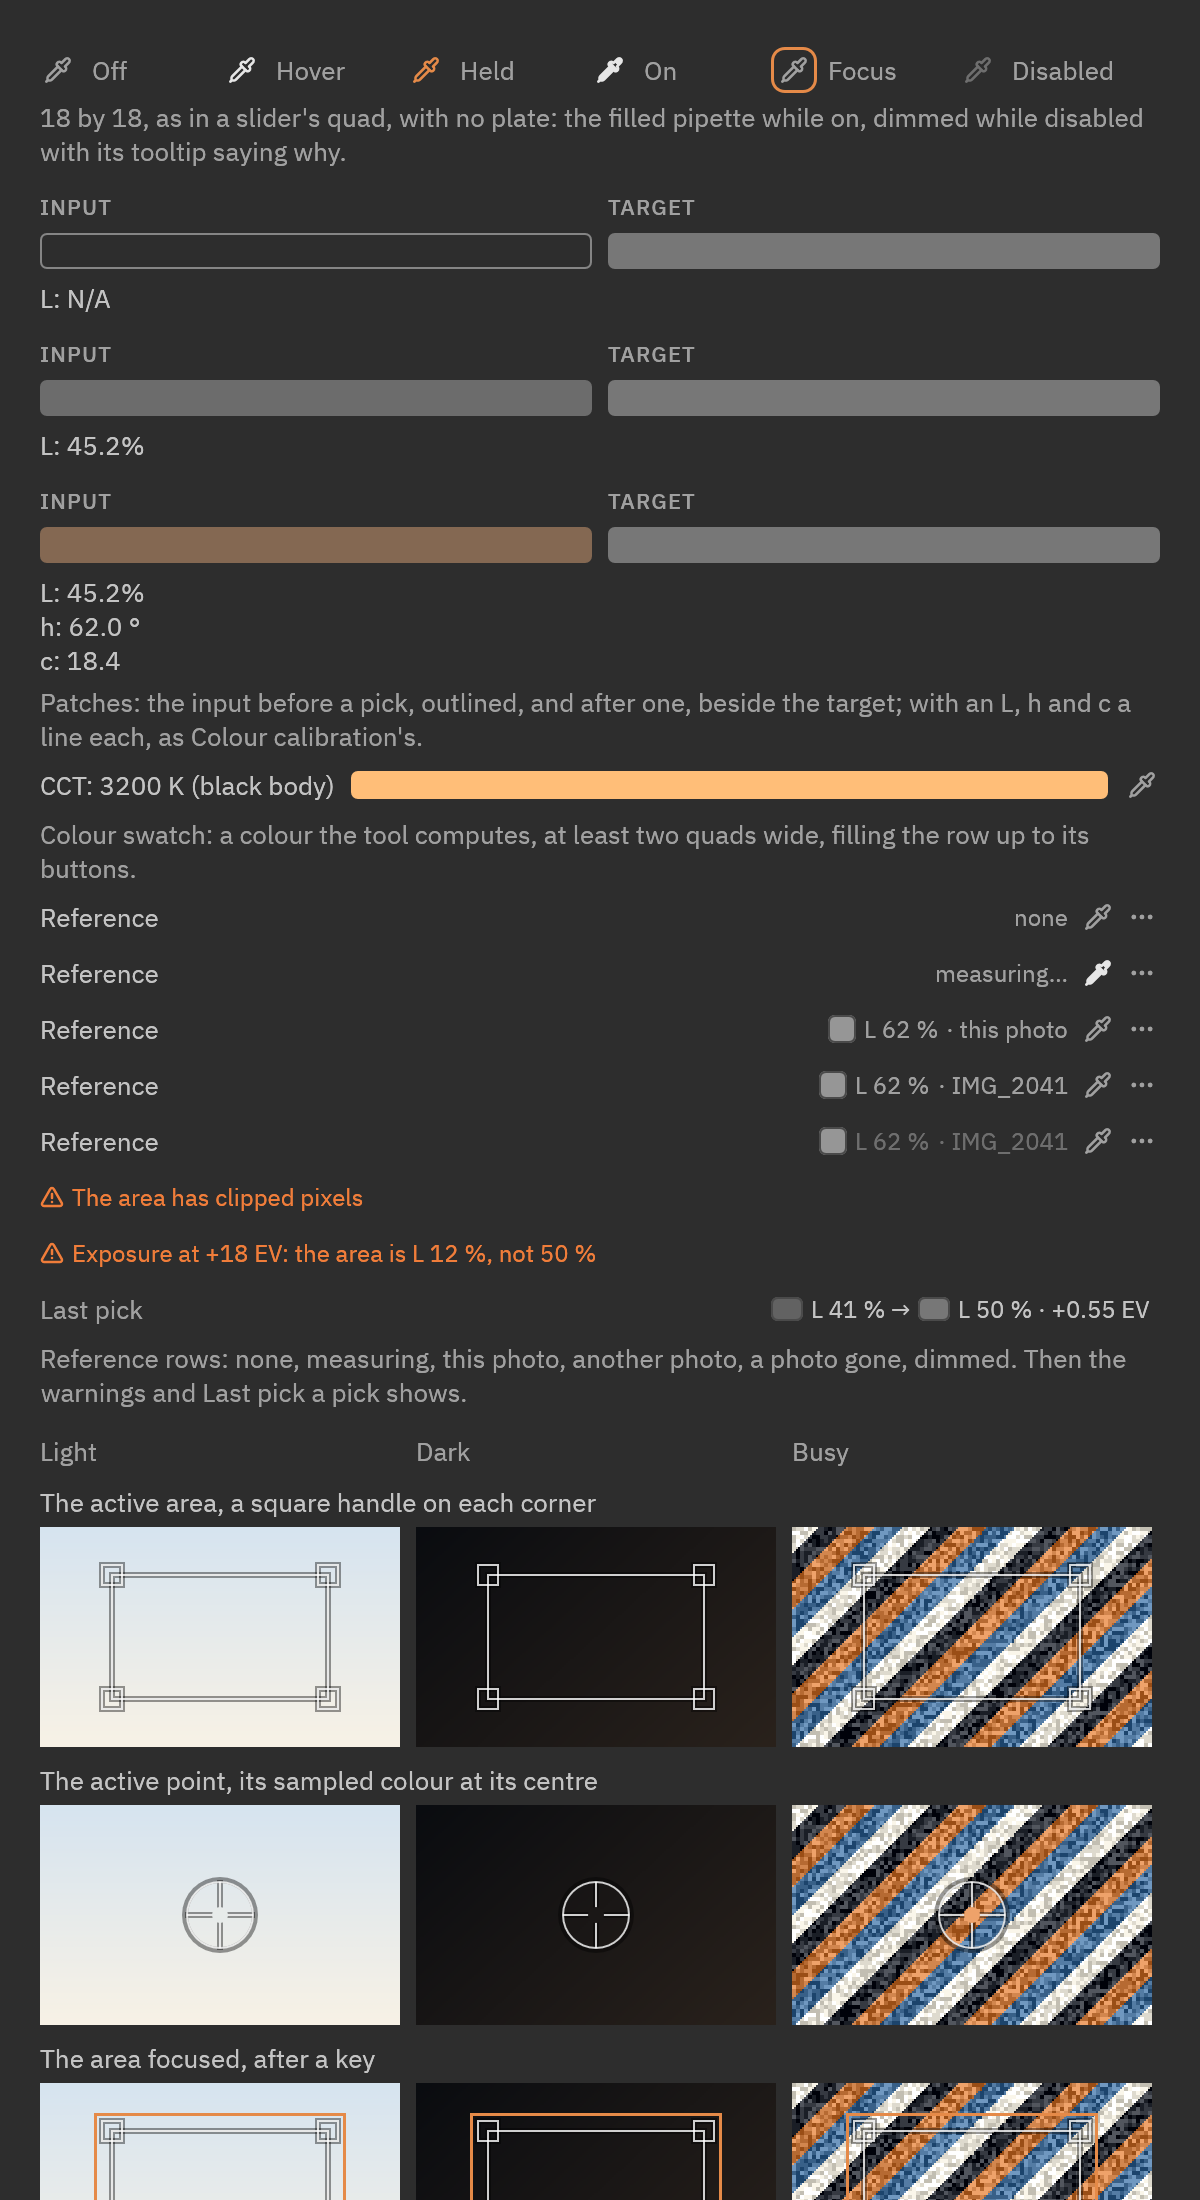 Off Hover Held On Focus Disabled
18 by 18, as in a slider's quad, with no plate: the filled pipette while on, dimmed while disabled
with its tooltip saying why.
INPUT TARGET
L: N/A
INPUT TARGET
L: 45.2%
INPUT TARGET
L: 45.2%
h: 62.0 °
c: 18.4
Patches: the input before a pick, outlined, and after one, beside the target; with an L, h and c a
line each, as Colour calibration's.
CCT: 3200 K (black body)
Colour swatch: a colour the tool computes, at least two quads wide, filling the row up to its
buttons.
Reference none
Reference measuring…
Reference L 62 % · this photo
Reference L 62 % · IMG_2041
Reference L 62 % · IMG_2041
The area has clipped pixels
Exposure at +18 EV: the area is L 12 %, not 50 %
Last pick L 41 % → L 50 % · +0.55 EV
Reference rows: none, measuring, this photo, another photo, a photo gone, dimmed. Then the
warnings and Last pick a pick shows.
Light Dark Busy
The active area, a square handle on each corner
The active point, its sampled colour at its centre
The area focused, after a key